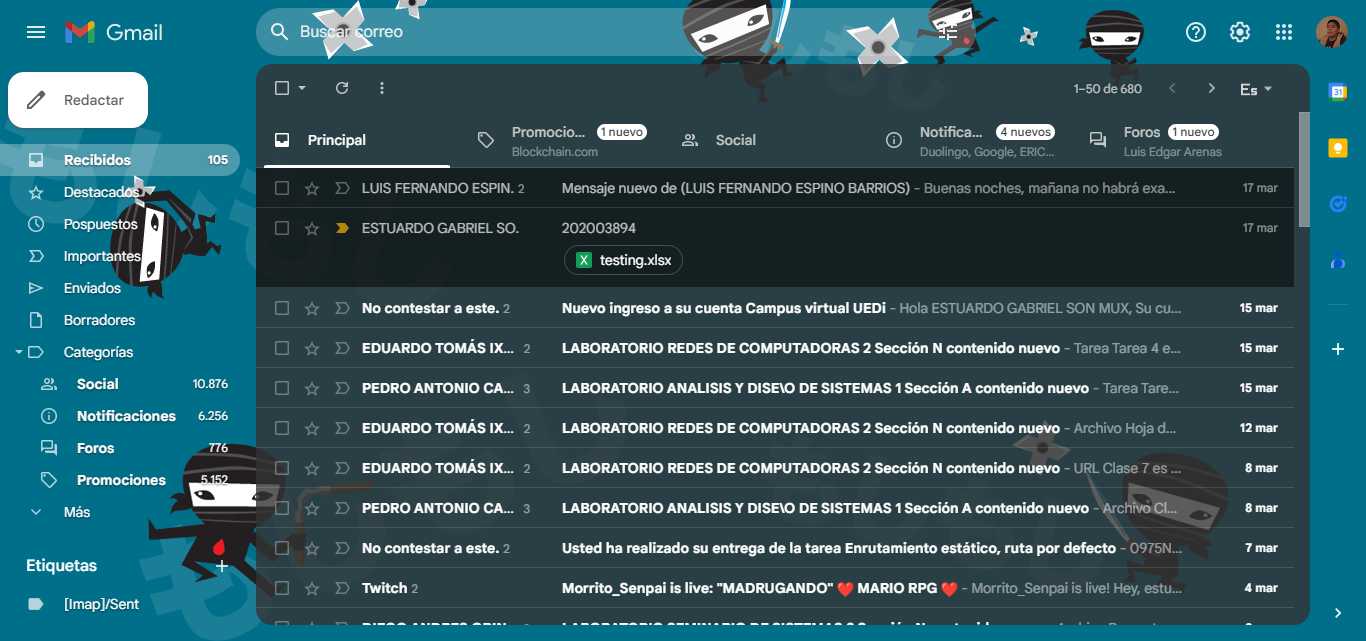 Gmail
Buscar correo
Redactar
1–50 de 680
Es
Recibidos 105
Destacados
Pospuestos
Importantes
Enviados
Borradores
Categorías
Social 10.876
Notificaciones 6.256
Foros 776
Promociones 5.152
Más
Etiquetas
[Imap]/Sent
Principal
Promocio... 1 nuevo
Blockchain.com
Social
Notifica... 4 nuevos
Duolingo, Google, ERIC...
Foros 1 nuevo
Luis Edgar Arenas
LUIS FERNANDO ESPIN. 2 Mensaje nuevo de (LUIS FERNANDO ESPINO BARRIOS) - Buenas noches, mañana no habrá exa... 17 mar
ESTUARDO GABRIEL SO. 202003894 17 mar
X testing.xlsx
No contestar a este. 2 Nuevo ingreso a su cuenta Campus virtual UEDi - Hola ESTUARDO GABRIEL SON MUX, Su cu... 15 mar
EDUARDO TOMÁS IX... 2 LABORATORIO REDES DE COMPUTADORAS 2 Sección N contenido nuevo - Tarea Tarea 4 e... 15 mar
PEDRO ANTONIO CA... 3 LABORATORIO ANALISIS Y DISE\O DE SISTEMAS 1 Sección A contenido nuevo - Tarea Tare... 15 mar
EDUARDO TOMÁS IX... 2 LABORATORIO REDES DE COMPUTADORAS 2 Sección N contenido nuevo - Archivo Hoja d... 12 mar
EDUARDO TOMÁS IX... 2 LABORATORIO REDES DE COMPUTADORAS 2 Sección N contenido nuevo - URL Clase 7 es ... 8 mar
PEDRO ANTONIO CA... 3 LABORATORIO ANALISIS Y DISE\O DE SISTEMAS 1 Sección A contenido nuevo - Archivo Cl... 8 mar
No contestar a este. 2 Usted ha realizado su entrega de la tarea Enrutamiento estático, ruta por defecto - 0975N... 7 mar
Twitch 2 Morrito_Senpai is live: "MADRUGANDO" ❤️ MARIO RPG ❤️ - Morrito_Senpai is live! Hey, estu... 4 mar
31